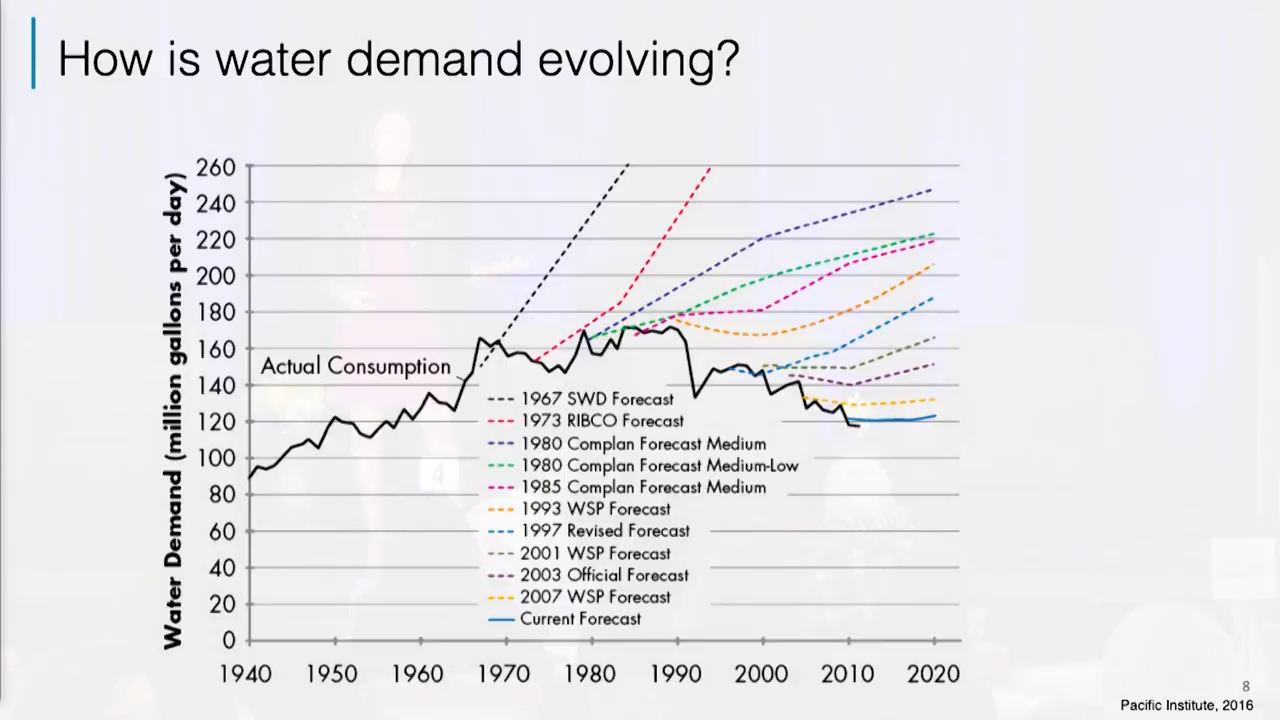 How is water demand evolving?
Water Demand (million gallons per day)
260
240
220
200
180
160
140
120
100
80
60
40
20
0
Actual Consumption
1967 SWD Forecast
1973 RIBCO Forecast
1980 Complan Forecast Medium
1980 Complan Forecast Medium-Low
1985 Complan Forecast Medium
1993 WSP Forecast
1997 Revised Forecast
2001 WSP Forecast
2003 Official Forecast
2007 WSP Forecast
Current Forecast
1940 1950 1960 1970 1980 1990 2000 2010 2020
8
Pacific Institute, 2016